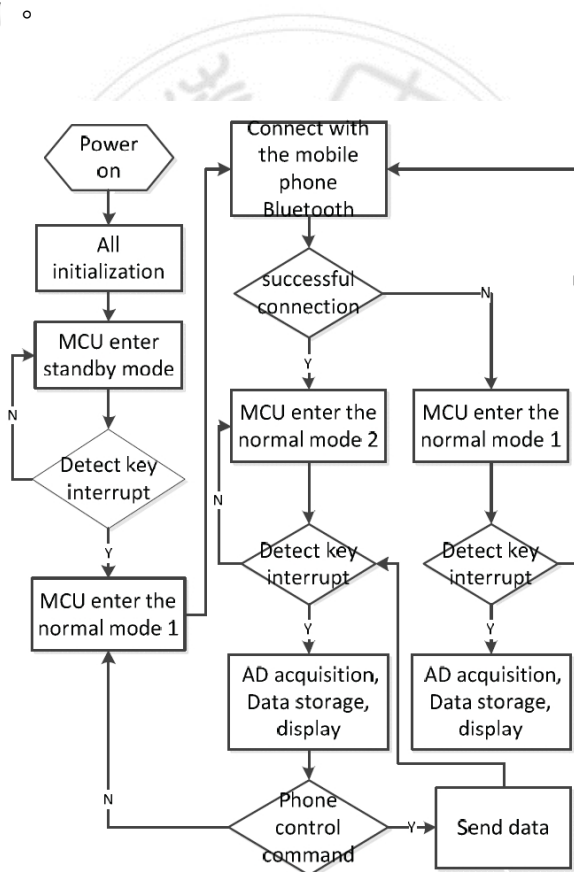 。
Power
on
All
initialization
MCU enter
standby mode
N
Detect key
interrupt
Y
MCU enter the
normal mode 1
N
Connect with
the mobile
phone
Bluetooth
successful
connection
N
Y
MCU enter the
normal mode 2
N
Detect key
interrupt
Y
AD acquisition,
Data storage,
display
Phone
control
command
Y
Send data
MCU enter the
normal mode 1
Detect key
interrupt
Y
AD acquisition,
Data storage,
display